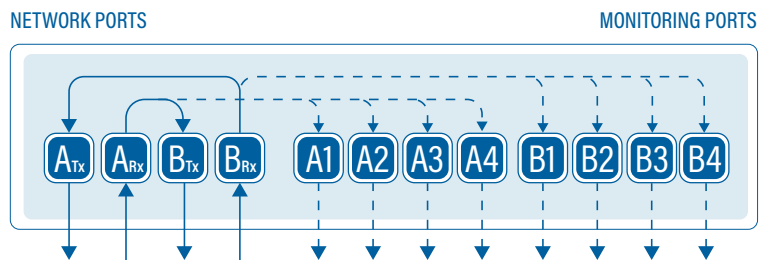 NETWORK PORTS MONITORING PORTS
ATx ARx BTx BRx A1 A2 A3 A4 B1 B2 B3 B4